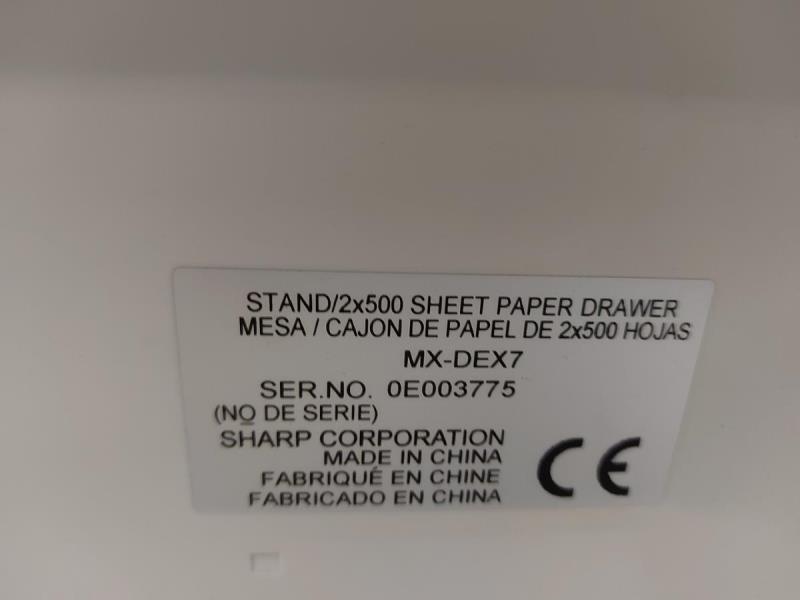 STAND/2x500 SHEET PAPER DRAWER
MESA / CAJON DE PAPEL DE 2x500 HOJAS
MX-DEX7
SER.NO. 0E003775
(NO DE SERIE)
SHARP CORPORATION
MADE IN CHINA
FABRIQUÉ EN CHINE
FABRICADO EN CHINA
CE